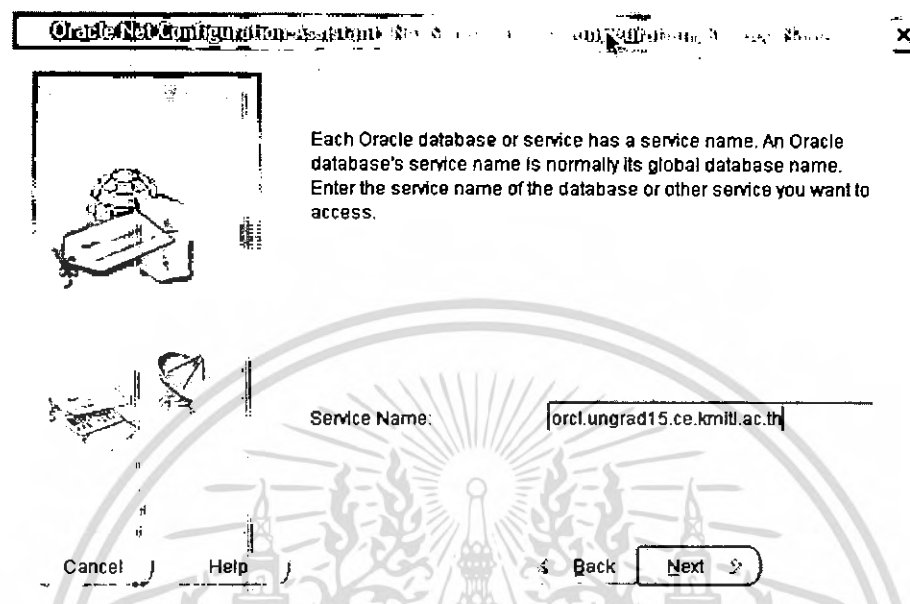 Oracle Net Configuration Assistant
Each Oracle database or service has a service name. An Oracle
database's service name is normally its global database name.
Enter the service name of the database or other service you want to
access.
Service Name: orcl.ungrad15.ce.kmitl.ac.th
Cancel Help Back Next